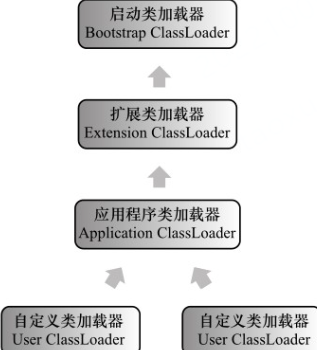 启动类加载器
Bootstrap ClassLoader
扩展类加载器
Extension ClassLoader
应用程序类加载器
Application ClassLoader
自定义类加载器
User ClassLoader
自定义类加载器
User ClassLoader